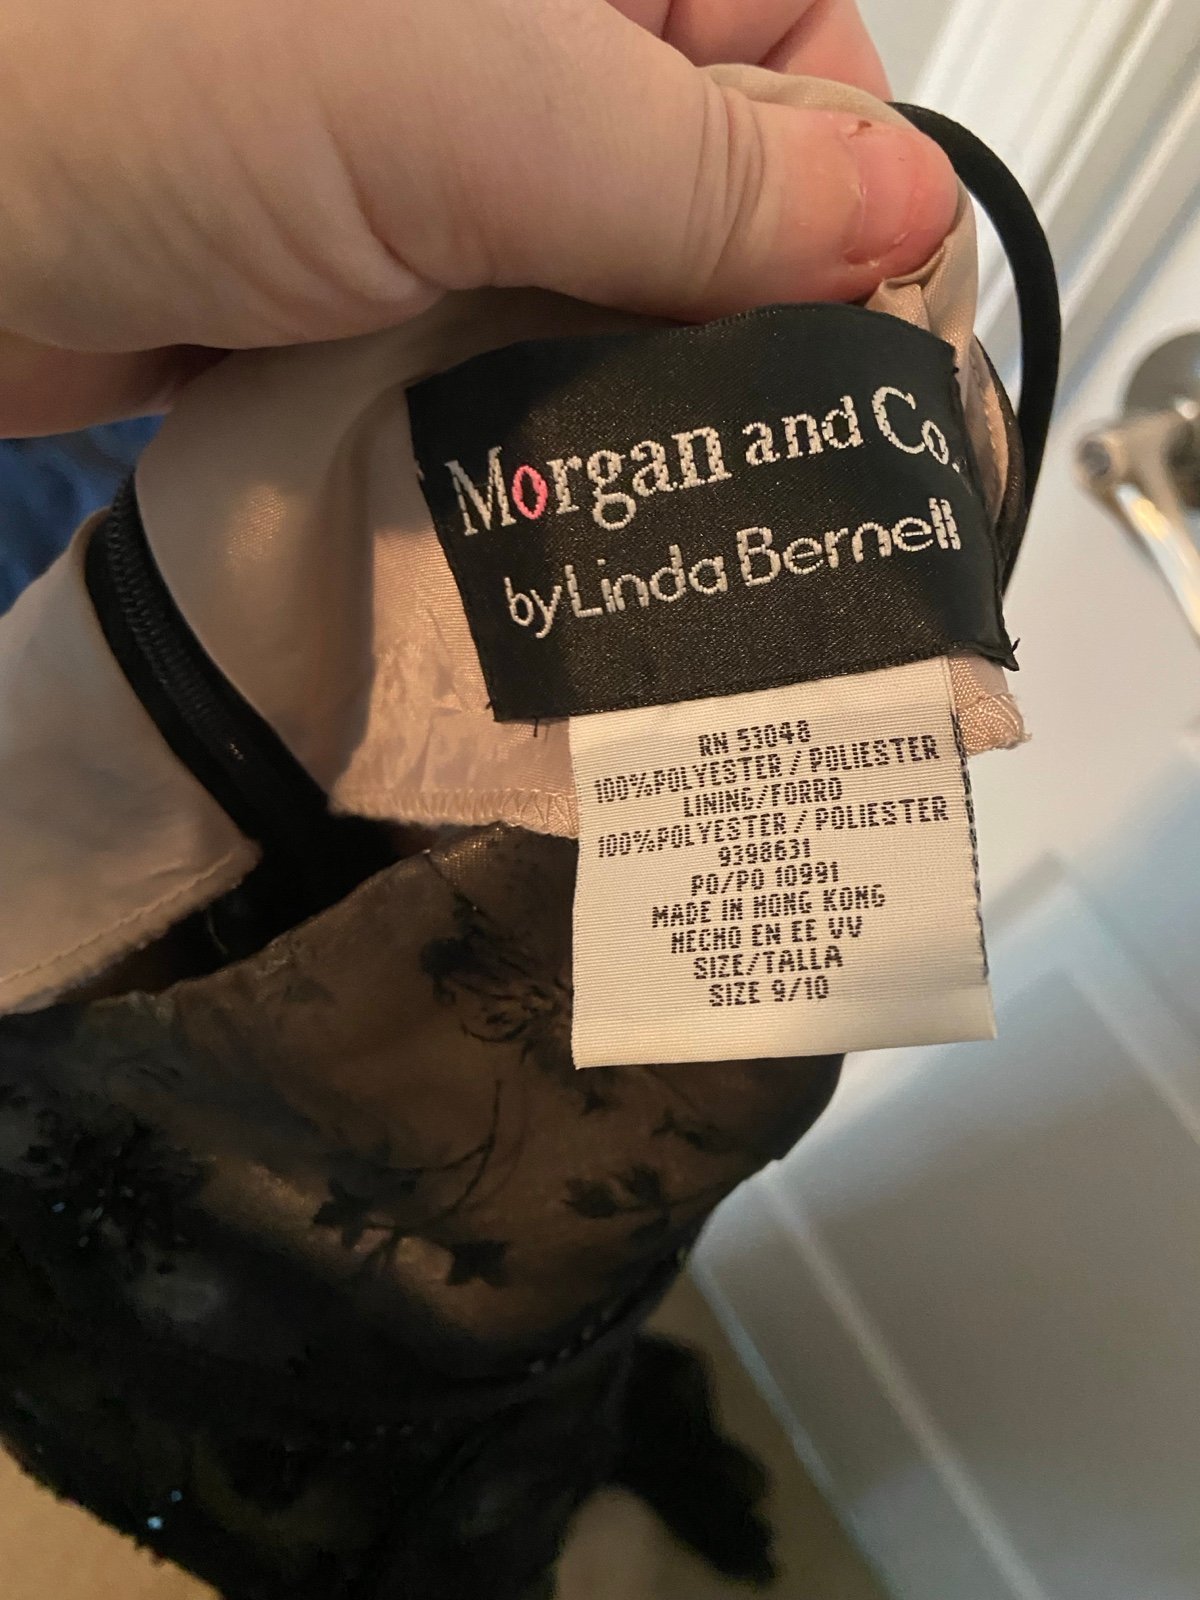 Morgan and Co.
by Linda Bernell
RN 53048
100%POLYESTER / POLIESTER
LINING/FORRO
100%POLYESTER / POLIESTER
9398631
PO/PO 10991
MADE IN HONG KONG
HECHO EN EE VV
SIZE/TALLA
SIZE 9/10